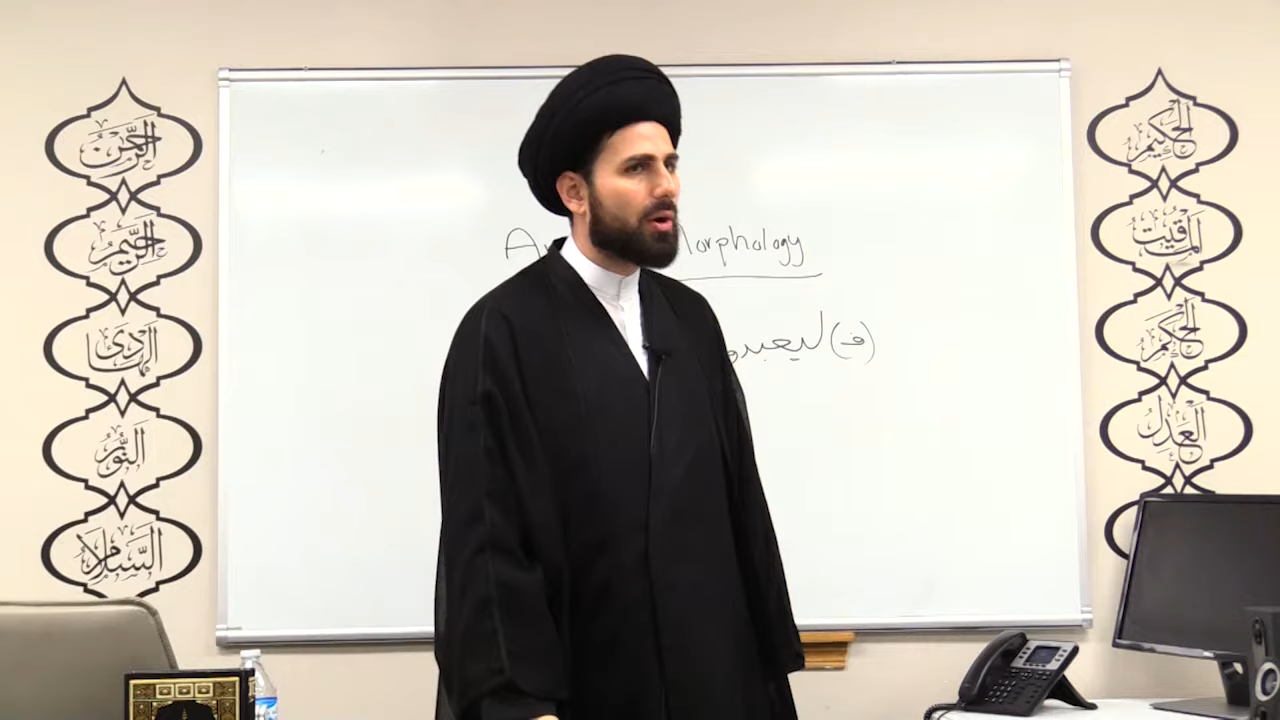 الرحمن
الرحيم
الهادي
النور
السلام
Morphology
(ف) ليعبدو
الحكيم
المقيت
الحكم
العدل